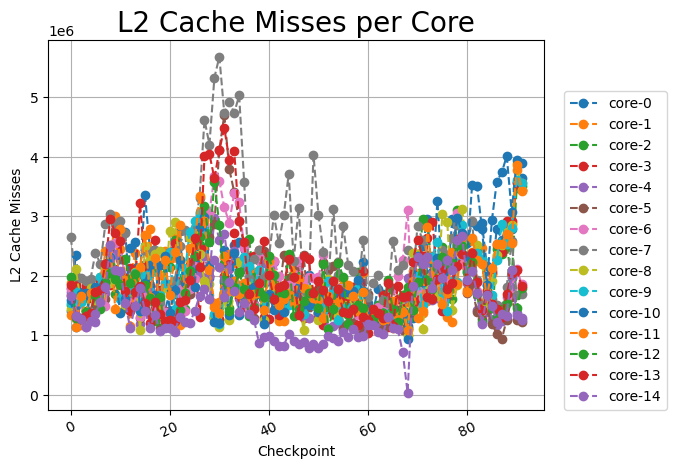 L2 Cache Misses per Core
1e6
5
4
3
2
1
0
L2 Cache Misses
0
20
40
60
80
Checkpoint
core-0
core-1
core-2
core-3
core-4
core-5
core-6
core-7
core-8
core-9
core-10
core-11
core-12
core-13
core-14